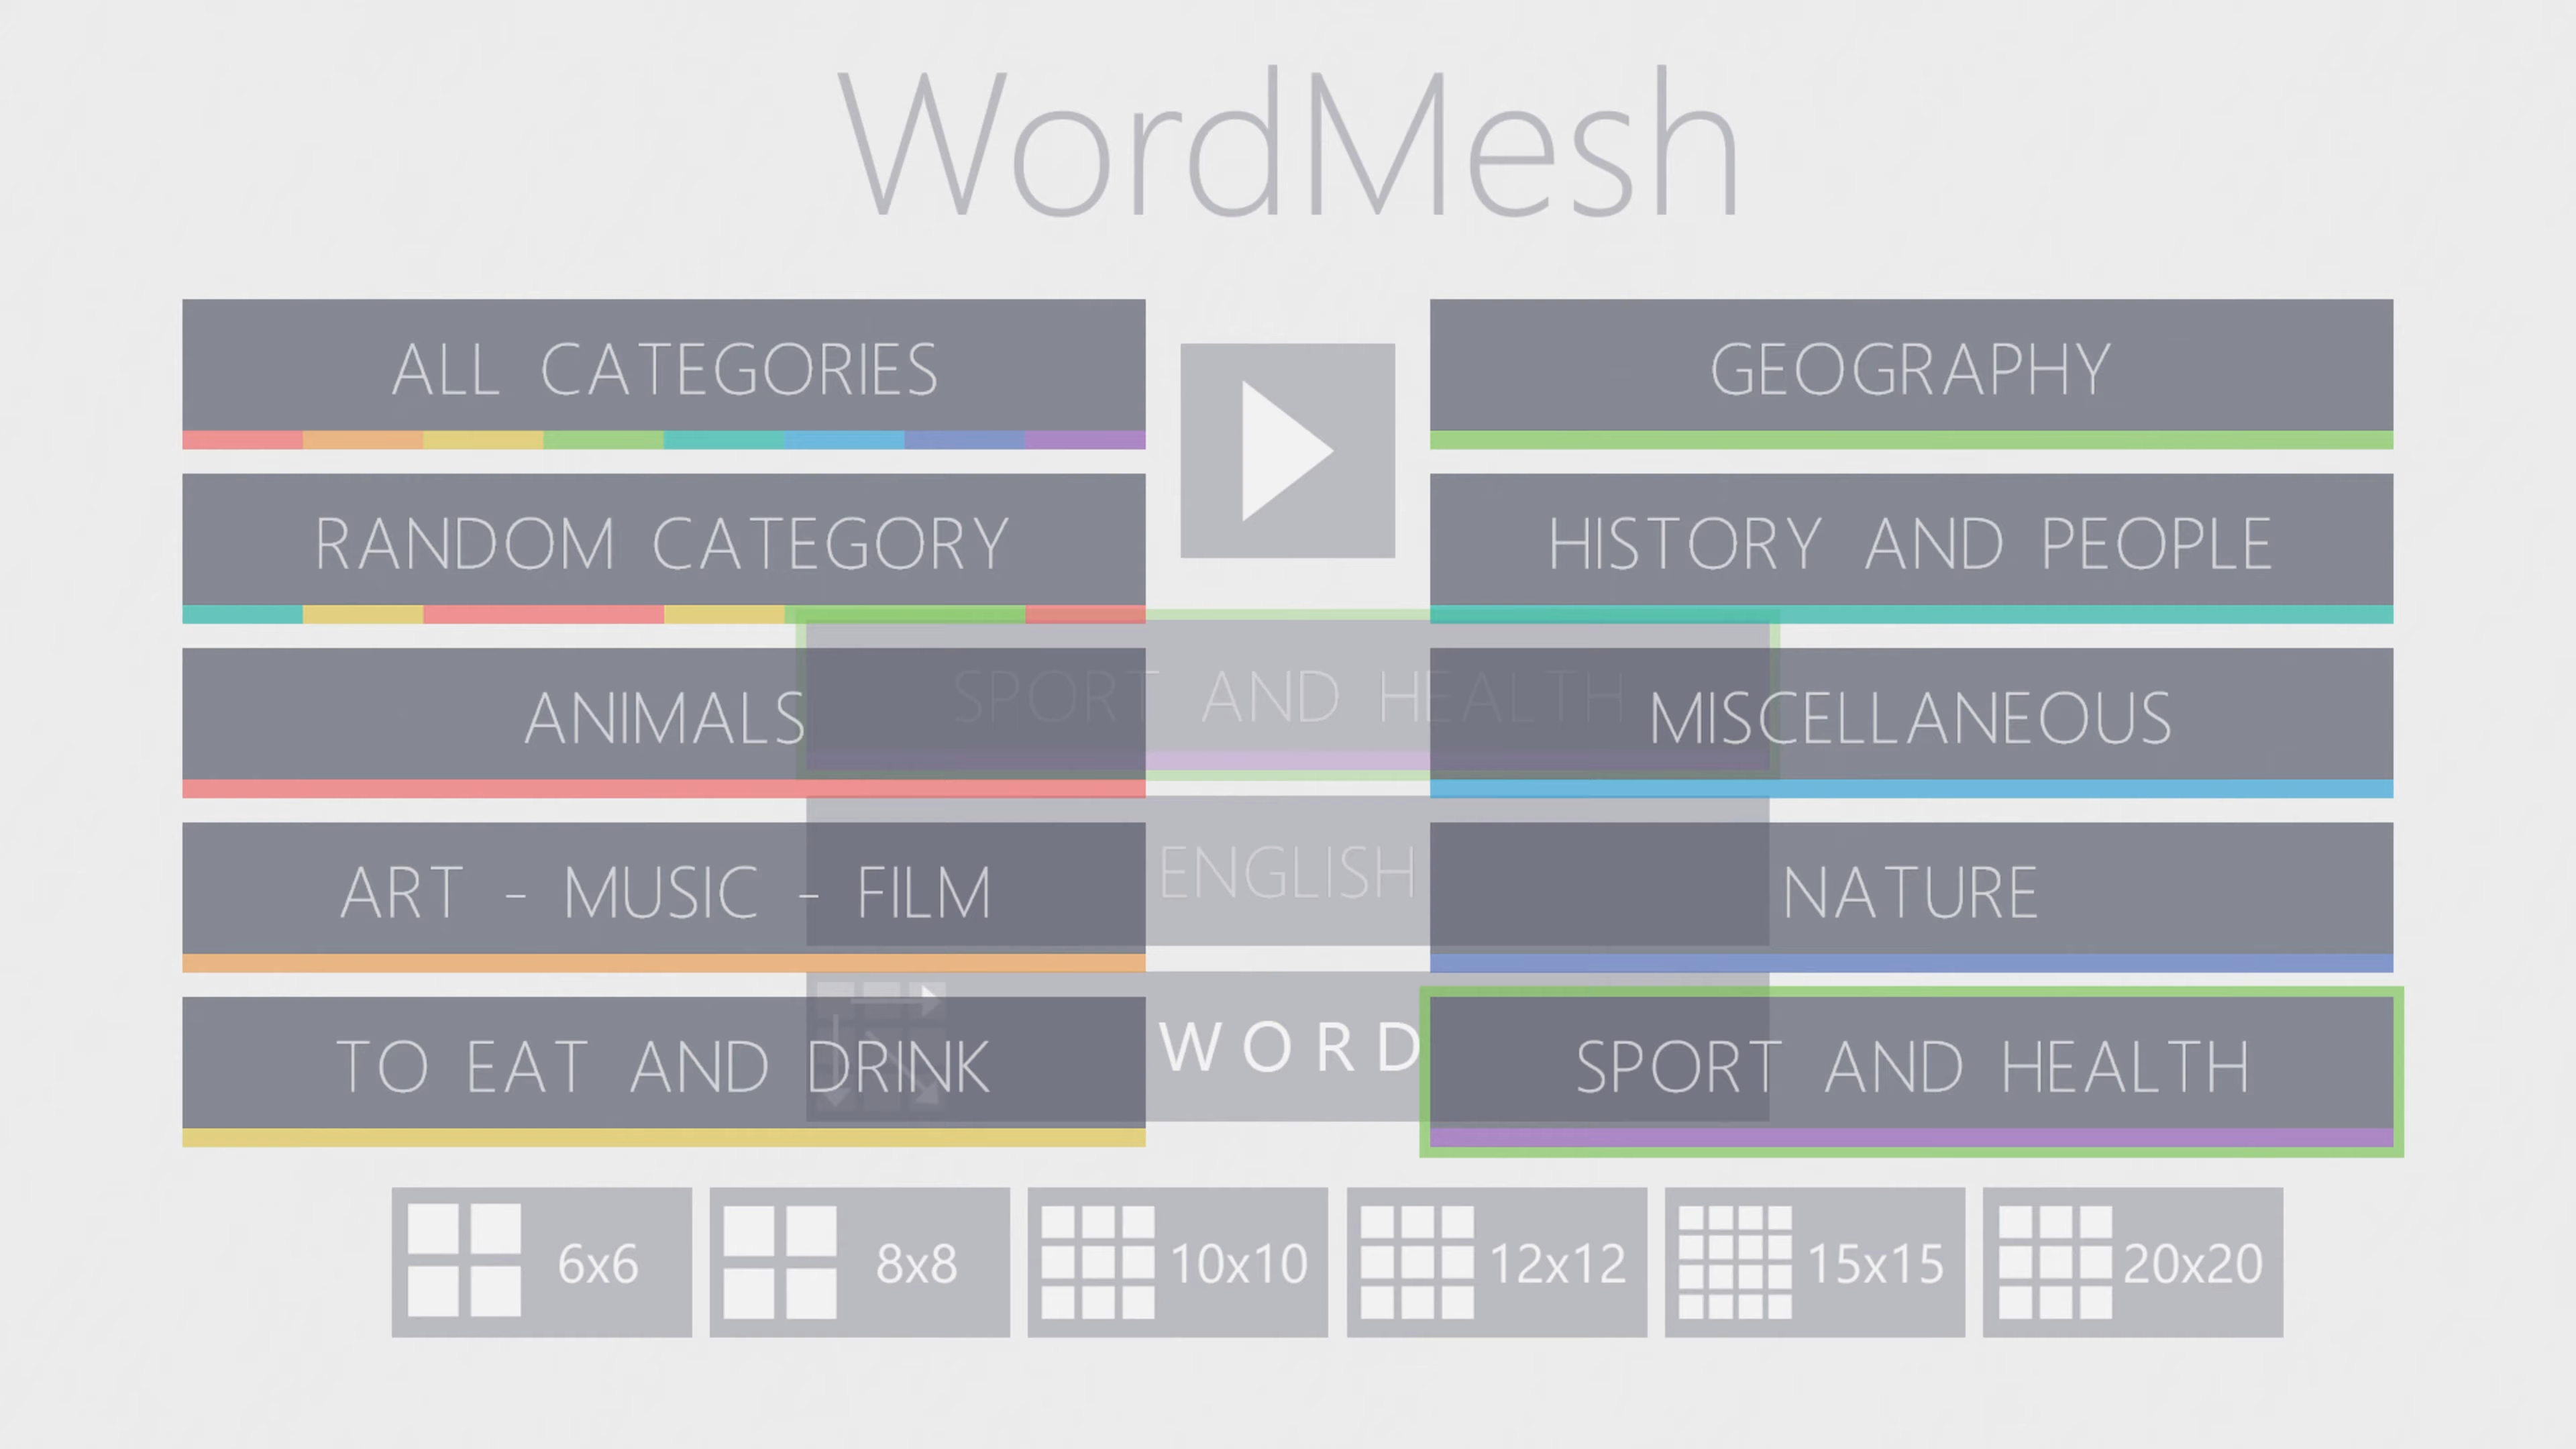 WordMesh
ALL CATEGORIES
GEOGRAPHY
RANDOM CATEGORY
HISTORY AND PEOPLE
SPORT AND HEALTH
ANIMALS
MISCELLANEOUS
ENGLISH
ART - MUSIC - FILM
NATURE
WORD
TO EAT AND DRINK
SPORT AND HEALTH
6x6
8x8
10x10
12x12
15x15
20x20